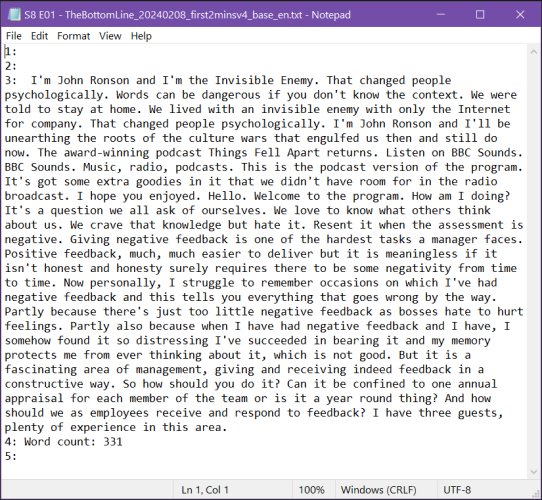 S8 E01 - TheBottomLine_20240208_first2minsv4_base_en.txt - Notepad
File Edit Format View Help
1:
2:
3:  I'm John Ronson and I'm the Invisible Enemy. That changed people
psychologically. Words can be dangerous if you don't know the context. We were
told to stay at home. We lived with an invisible enemy with only the Internet
for company. That changed people psychologically. I'm John Ronson and I'll be
unearthing the roots of the culture wars that engulfed us then and still do
now. The award-winning podcast Things Fell Apart returns. Listen on BBC Sounds.
BBC Sounds. Music, radio, podcasts. This is the podcast version of the program.
It's got some extra goodies in it that we didn't have room for in the radio
broadcast. I hope you enjoyed. Hello. Welcome to the program. How am I doing?
It's a question we all ask of ourselves. We love to know what others think
about us. We crave that knowledge but hate it. Resent it when the assessment is
negative. Giving negative feedback is one of the hardest tasks a manager faces.
Positive feedback, much, much easier to deliver but it is meaningless if it
isn't honest and honesty surely requires there to be some negativity from time
to time. Now personally, I struggle to remember occasions on which I've had
negative feedback and this tells you everything that goes wrong by the way.
Partly because there's just too little negative feedback as bosses hate to hurt
feelings. Partly also because when I have had negative feedback and I have, I
somehow found it so distressing I've succeeded in bearing it and my memory
protects me from ever thinking about it, which is not good. But it is a
fascinating area of management, giving and receiving indeed feedback in a
constructive way. So how should you do it? Can it be confined to one annual
appraisal for each member of the team or is it a year round thing? And how
should we as employees receive and respond to feedback? I have three guests,
plenty of experience in this area.
4: Word count: 331
5:
Ln 1, Col 1 100% Windows (CRLF) UTF-8